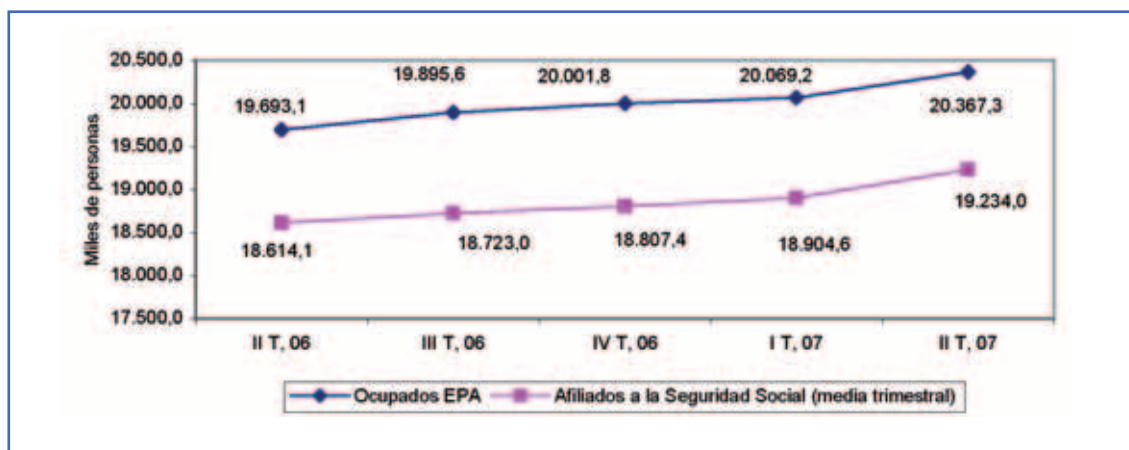 Miles de personas
20.500,0
20.000,0
19.500,0
19.000,0
18.500,0
18.000,0
17.500,0
19.693,1
19.895,6
20.001,8
20.069,2
20.367,3
18.614,1
18.723,0
18.807,4
18.904,6
19.234,0
II T, 06
III T, 06
IV T, 06
I T, 07
II T, 07
Ocupados EPA
Afiliados a la Seguridad Social (media trimestral)